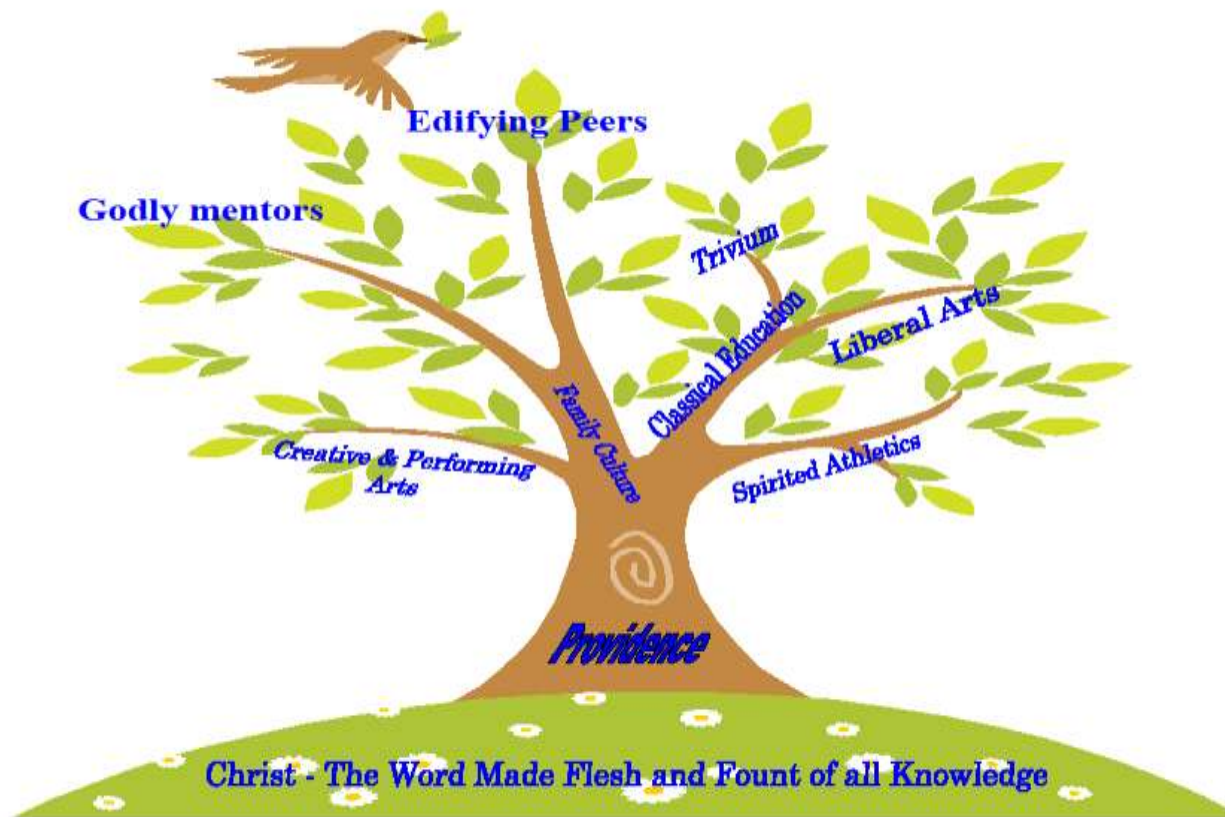 Edifying Peers
Godly mentors
Trivium
Liberal Arts
Classical Education
Family Culture
Creative & Performing
Arts
Spirited Athletics
Providence
Christ - The Word Made Flesh and Fount of all Knowledge